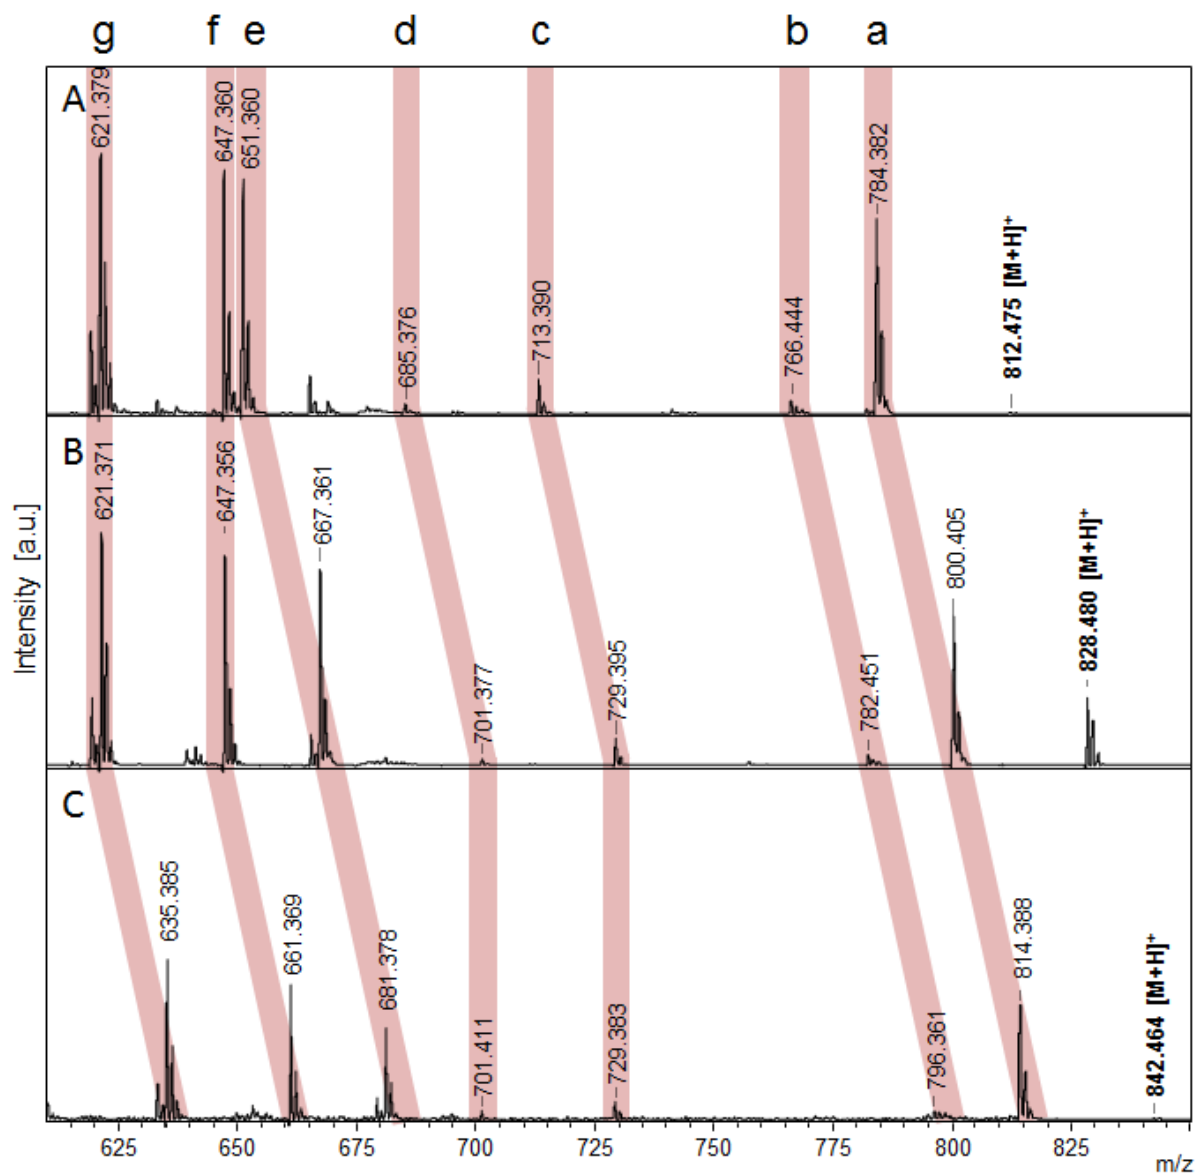 g f e d c b a
A
621.379
647.360
651.360
685.376
713.390
766.444
784.382
812.475 [M+H]+
B
621.371
647.356
667.361
701.377
729.395
782.451
800.405
828.480 [M+H]+
C
635.385
661.369
681.378
701.411
729.383
796.361
814.388
842.464 [M+H]+
Intensity [a.u.]
625 650 675 700 725 750 775 800 825
m/z